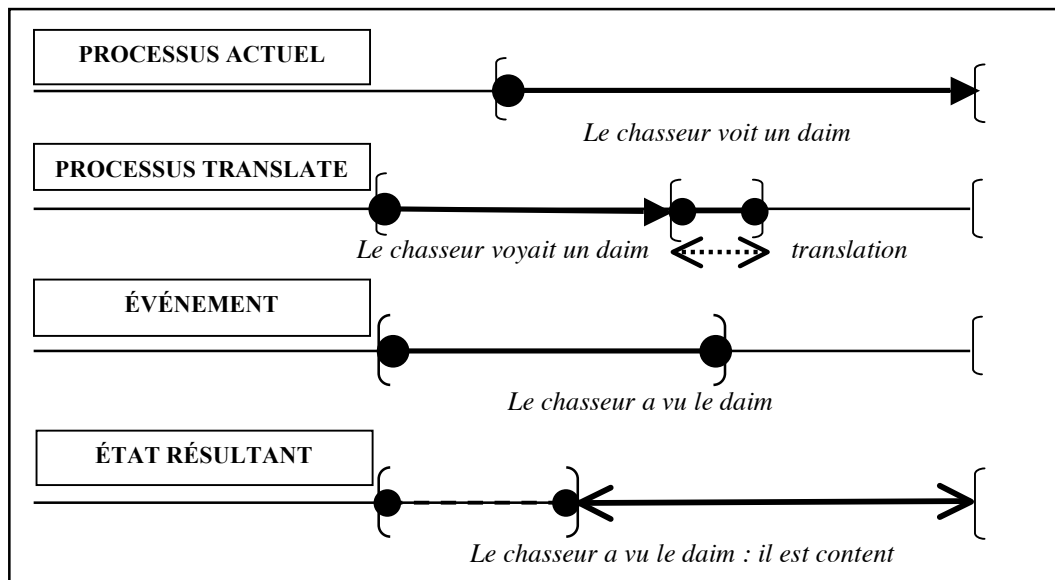 PROCESSUS ACTUEL
Le chasseur voit un daim
PROCESSUS TRANSLATE
Le chasseur voyait un daim translation
ÉVÉNEMENT
Le chasseur a vu le daim
ÉTAT RÉSULTANT
Le chasseur a vu le daim : il est content